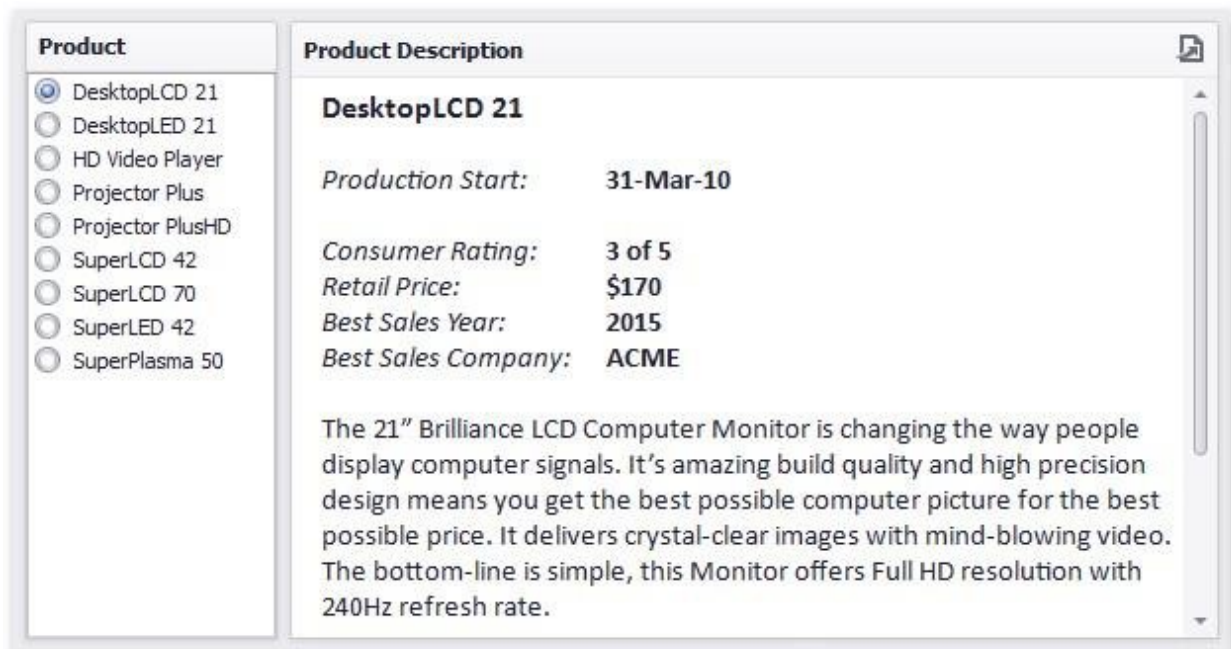 Product
DesktopLCD 21
DesktopLED 21
HD Video Player
Projector Plus
Projector PlusHD
SuperLCD 42
SuperLCD 70
SuperLED 42
SuperPlasma 50
Product Description
DesktopLCD 21
Production Start: 31-Mar-10
Consumer Rating: 3 of 5
Retail Price: $170
Best Sales Year: 2015
Best Sales Company: ACME
The 21” Brilliance LCD Computer Monitor is changing the way people
display computer signals. It’s amazing build quality and high precision
design means you get the best possible computer picture for the best
possible price. It delivers crystal-clear images with mind-blowing video.
The bottom-line is simple, this Monitor offers Full HD resolution with
240Hz refresh rate.